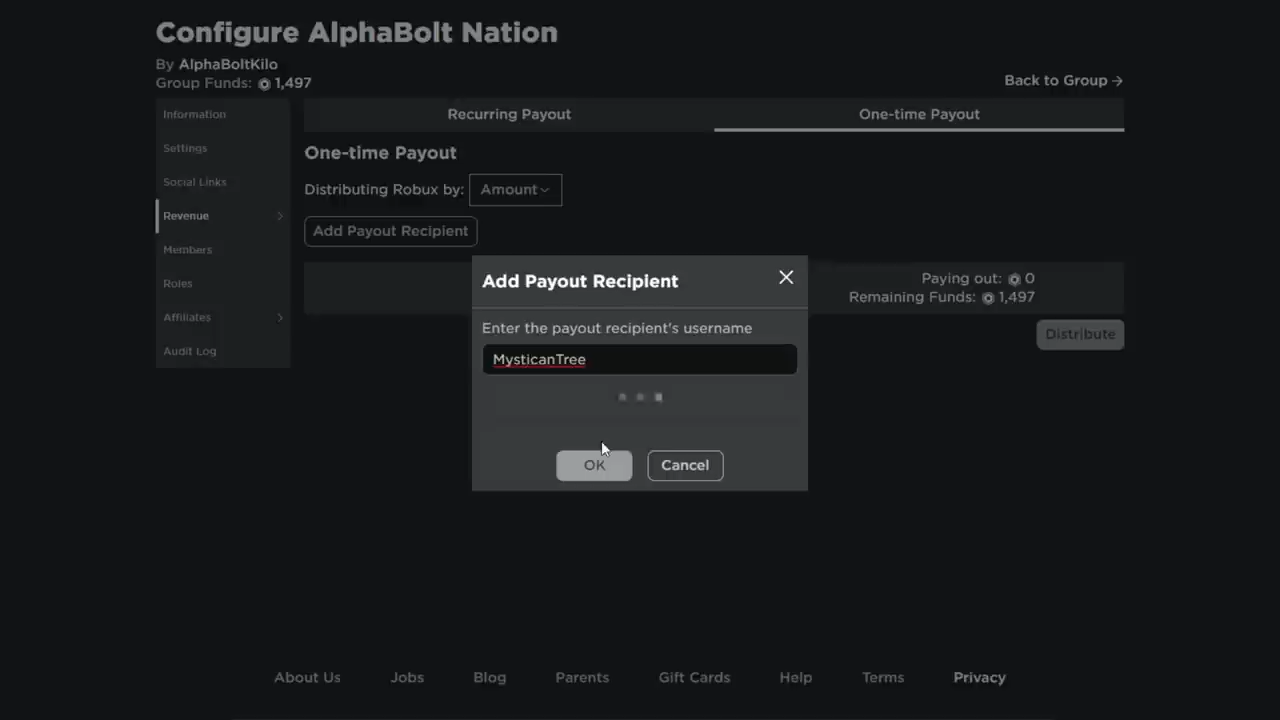 Configure AlphaBolt Nation
By AlphaBoltKilo
Group Funds: 1,497
Back to Group →
Information
Settings
Social Links
Revenue
Members
Roles
Affiliates
Audit Log
Recurring Payout
One-time Payout
One-time Payout
Distributing Robux by: Amount
Add Payout Recipient
Paying out: 0
Remaining Funds: 1,497
Distribute
Add Payout Recipient
Enter the payout recipient's username
MysticanTree
OK
Cancel
About Us Jobs Blog Parents Gift Cards Help Terms Privacy